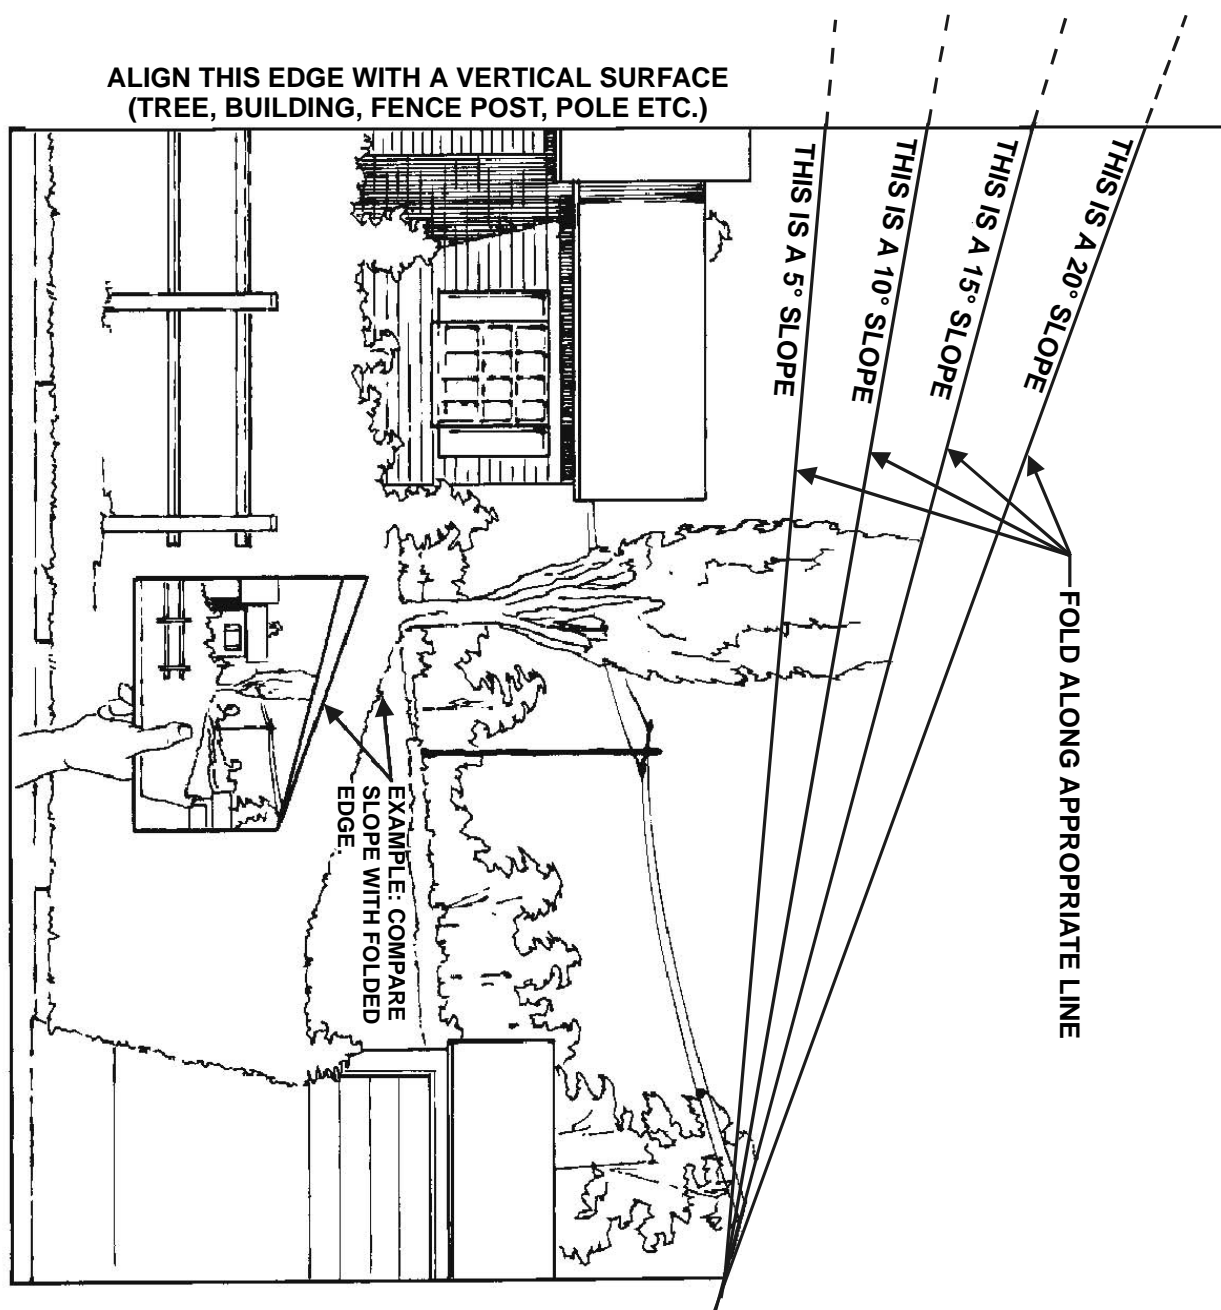 ALIGN THIS EDGE WITH A VERTICAL SURFACE
(TREE, BUILDING, FENCE POST, POLE ETC.)
THIS IS A 5° SLOPE
THIS IS A 10° SLOPE
THIS IS A 15° SLOPE
THIS IS A 20° SLOPE
FOLD ALONG APPROPRIATE LINE
EXAMPLE: COMPARE
SLOPE WITH FOLDED
EDGE.